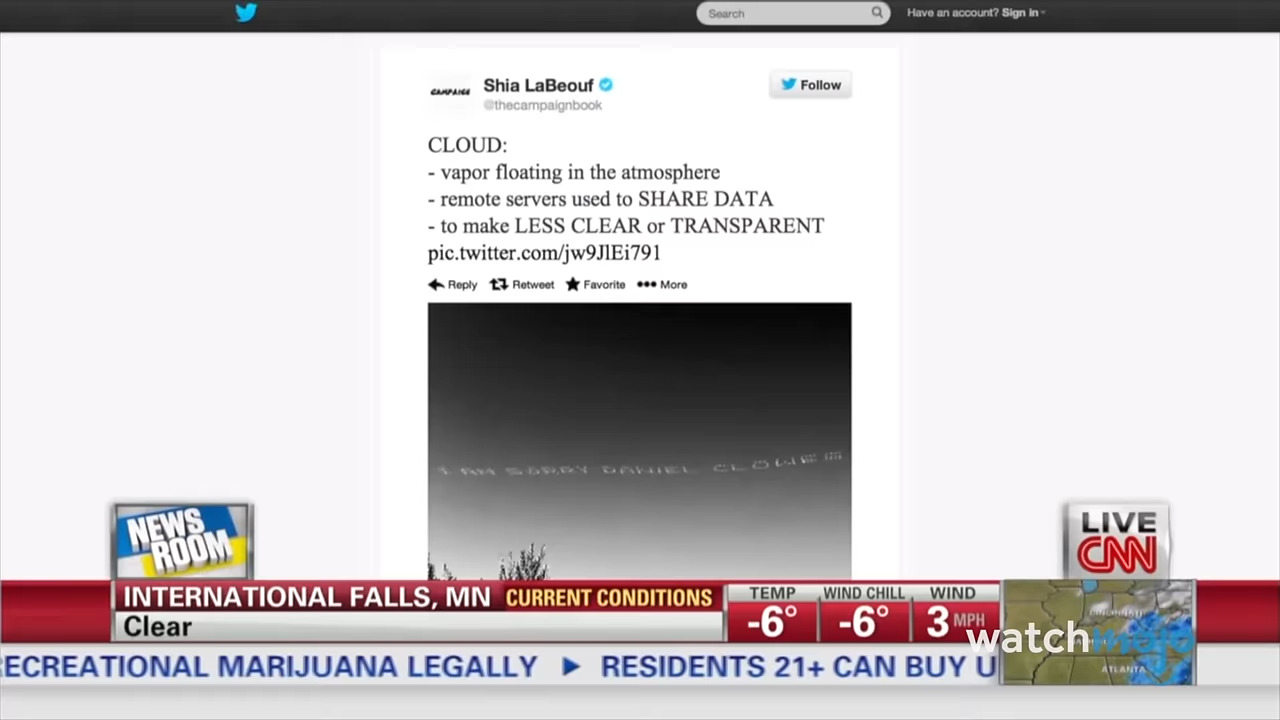 Search
Have an account? Sign in
CAMPAIGN
Shia LaBeouf
@thecampaignbook
Follow
CLOUD:
- vapor floating in the atmosphere
- remote servers used to SHARE DATA
- to make LESS CLEAR or TRANSPARENT
pic.twitter.com/jw9JlEi791
Reply Retweet Favorite More
I AM SORRY DANIEL CLOWES
NEWS
ROOM
LIVE
CNN
INTERNATIONAL FALLS, MN CURRENT CONDITIONS
Clear
TEMP WIND CHILL WIND
-6° -6° 3 MPH
watchmojo
CINCINNATI
ATLANTA
ECREATIONAL MARIJUANA LEGALLY ▶ RESIDENTS 21+ CAN BUY U